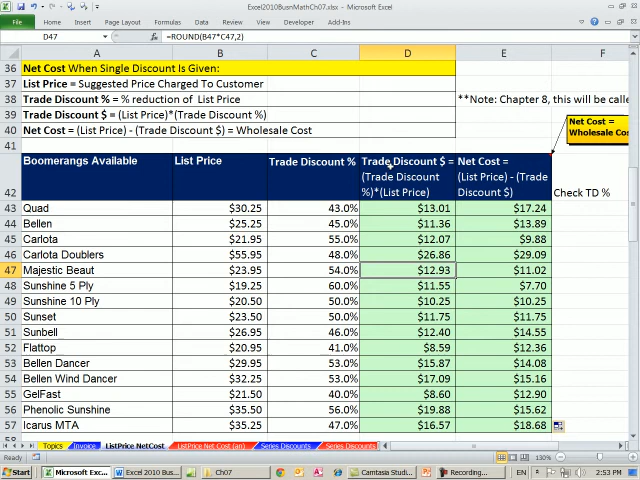 Excel2010BusnMathCh07.xlsx - Microsoft Excel
File Home Insert Page Layout Formulas Data Review View Developer Add-Ins
D47 fx =ROUND(B47*C47,2)
A B C D E F
36 Net Cost When Single Discount Is Given:
37 List Price = Suggested Price Charged To Customer
38 Trade Discount % = % reduction of List Price **Note: Chapter 8, this will be calle
39 Trade Discount $ = (List Price)*(Trade Discount %)
40 Net Cost = (List Price) - (Trade Discount $) = Wholesale Cost
Net Cost =
Wholesale Cost
41
42 Boomerangs Available List Price Trade Discount % Trade Discount $ = (Trade Discount %)*(List Price) Net Cost = (List Price) - (Trade Discount $) Check TD %
43 Quad $30.25 43.0% $13.01 $17.24
44 Bellen $25.25 45.0% $11.36 $13.89
45 Carlota $21.95 55.0% $12.07 $9.88
46 Carlota Doublers $55.95 48.0% $26.86 $29.09
47 Majestic Beaut $23.95 54.0% $12.93 $11.02
48 Sunshine 5 Ply $19.25 60.0% $11.55 $7.70
49 Sunshine 10 Ply $20.50 50.0% $10.25 $10.25
50 Sunset $23.50 50.0% $11.75 $11.75
51 Sunbell $26.95 46.0% $12.40 $14.55
52 Flattop $20.95 41.0% $8.59 $12.36
53 Bellen Dancer $29.95 53.0% $15.87 $14.08
54 Bellen Wind Dancer $32.25 53.0% $17.09 $15.16
55 GelFast $21.50 40.0% $8.60 $12.90
56 Phenolic Sunshine $35.50 56.0% $19.88 $15.62
57 Icarus MTA $35.25 47.0% $16.57 $18.68
Topics Invoice ListPrice NetCost ListPrice NetCost (an) Series Discounts Series Discounts
Ready 130%
Start Microsoft Exc... Excel 2010 Bus... Ch07 Camtasia Studi... Recording... EN 2:53 PM